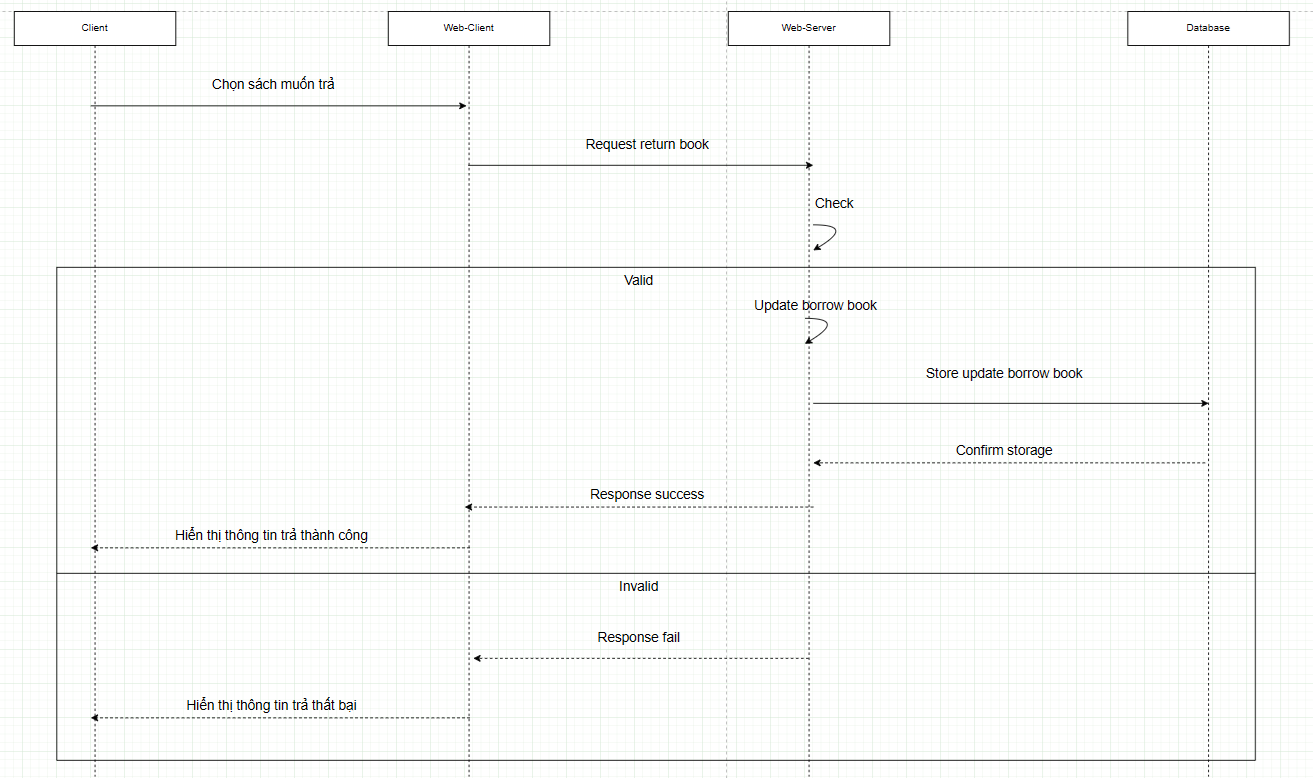 Client
Web-Client
Web-Server
Database
Chọn sách muốn trả
Request return book
Check
Valid
Update borrow book
Store update borrow book
Confirm storage
Response success
Hiển thị thông tin trả thành công
Invalid
Response fail
Hiển thị thông tin trả thất bại